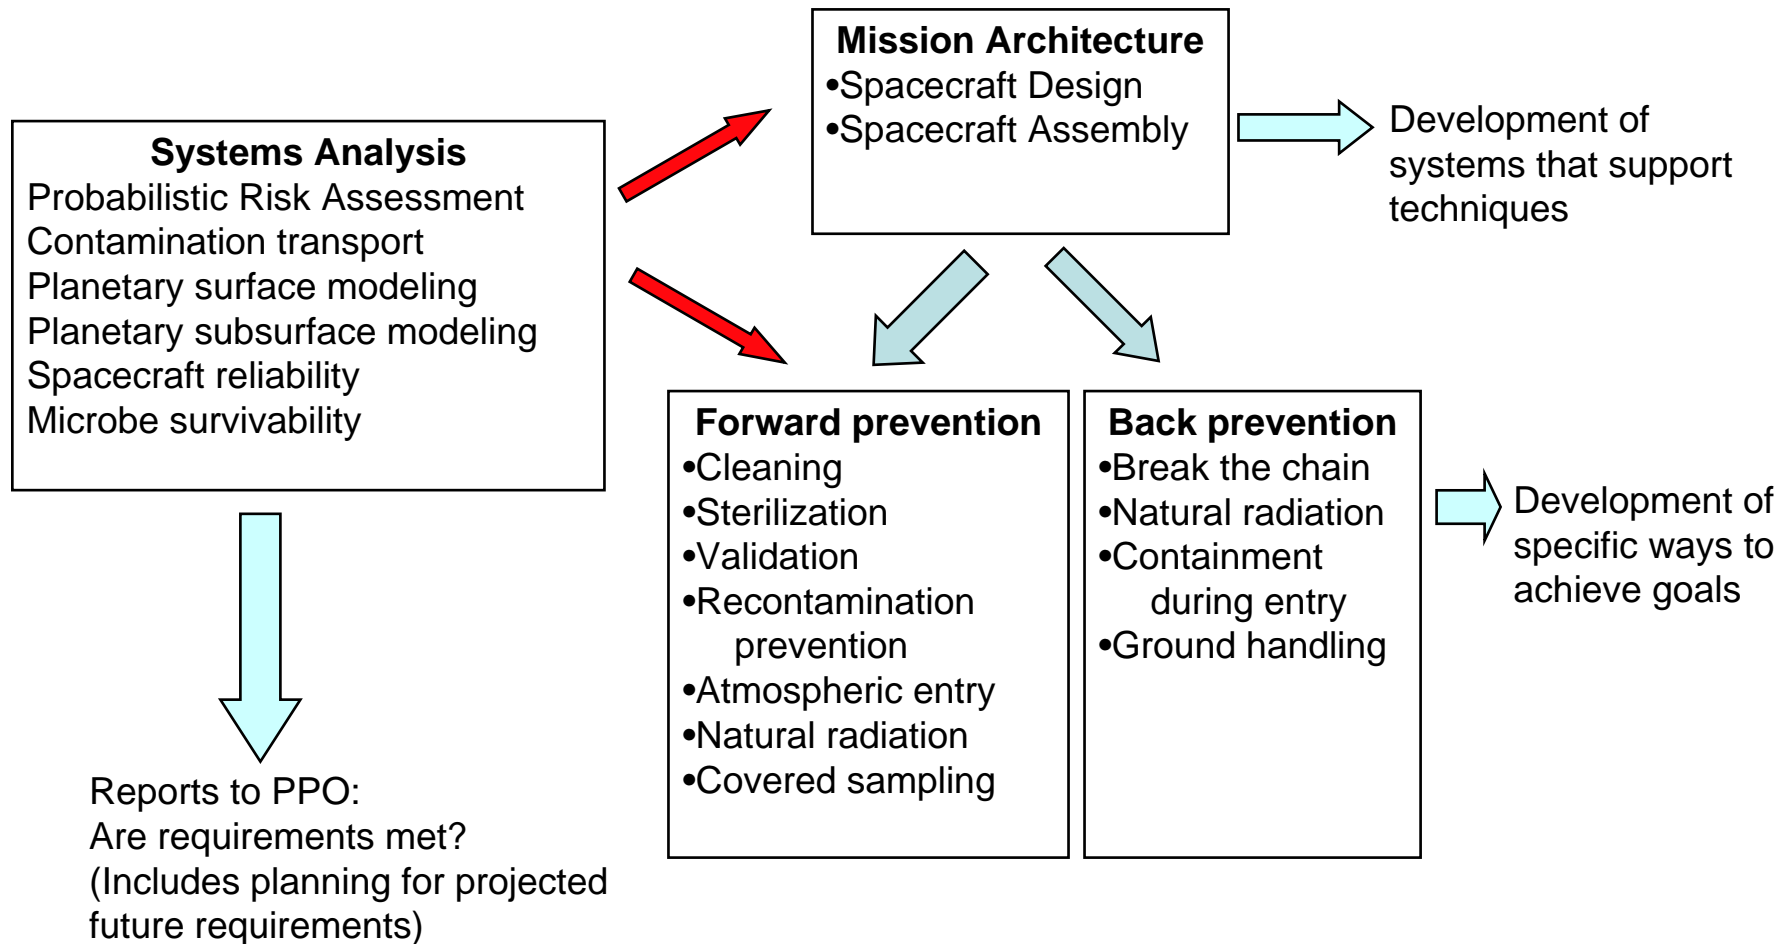 Mission Architecture
•Spacecraft Design
•Spacecraft Assembly
Development of
systems that support
techniques
Systems Analysis
Probabilistic Risk Assessment
Contamination transport
Planetary surface modeling
Planetary subsurface modeling
Spacecraft reliability
Microbe survivability
Forward prevention
•Cleaning
•Sterilization
•Validation
•Recontamination
prevention
•Atmospheric entry
•Natural radiation
•Covered sampling
Back prevention
•Break the chain
•Natural radiation
•Containment
during entry
•Ground handling
Development of
specific ways to
achieve goals
Reports to PPO:
Are requirements met?
(Includes planning for projected
future requirements)